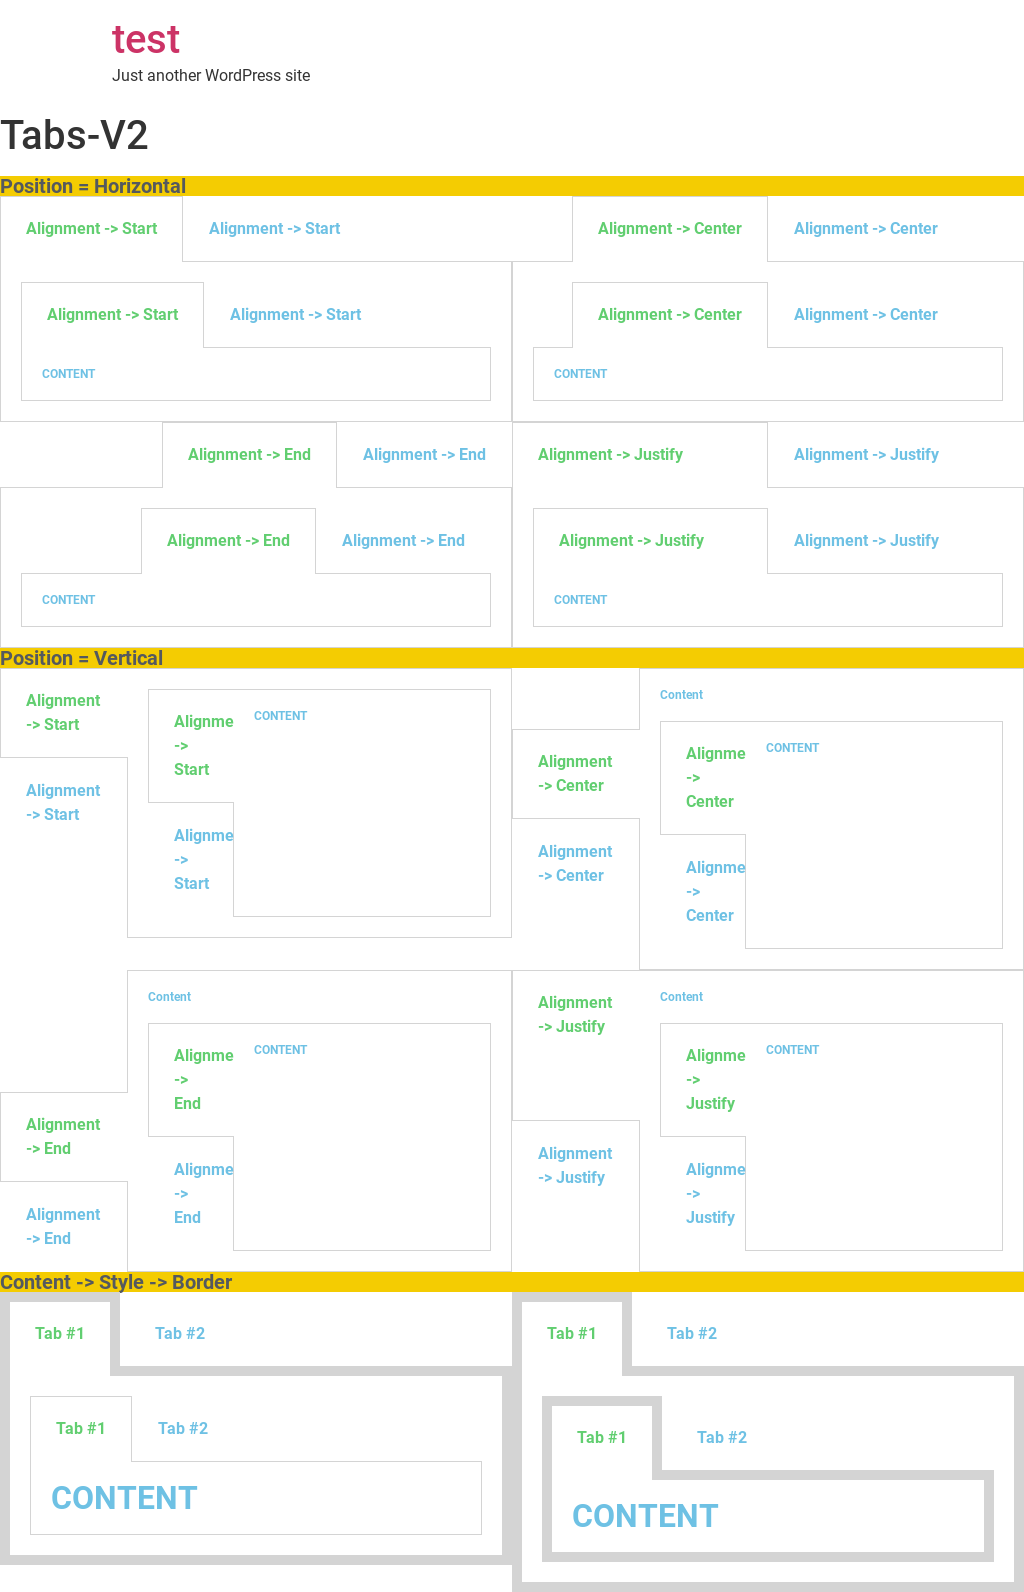 test
Just another WordPress site
Tabs-V2
Position = Horizontal
Alignment -> Start
Alignment -> Start
Alignment -> Start
Alignment -> Start
CONTENT
Alignment -> Center
Alignment -> Center
Alignment -> Center
Alignment -> Center
CONTENT
Alignment -> End
Alignment -> End
Alignment -> End
Alignment -> End
CONTENT
Alignment -> Justify
Alignment -> Justify
Alignment -> Justify
Alignment -> Justify
CONTENT
Position = Vertical
Alignment
-> Start
Alignment
-> Start
Alignme
->
Start
Alignme
->
Start
CONTENT
Alignment
-> Center
Alignment
-> Center
Content
Alignme
->
Center
Alignme
->
Center
CONTENT
Alignment
-> End
Alignment
-> End
Content
Alignme
->
End
Alignme
->
End
CONTENT
Alignment
-> Justify
Alignment
-> Justify
Content
Alignme
->
Justify
Alignme
->
Justify
CONTENT
Content -> Style -> Border
Tab #1
Tab #2
Tab #1
Tab #2
CONTENT
Tab #1
Tab #2
Tab #1
Tab #2
CONTENT